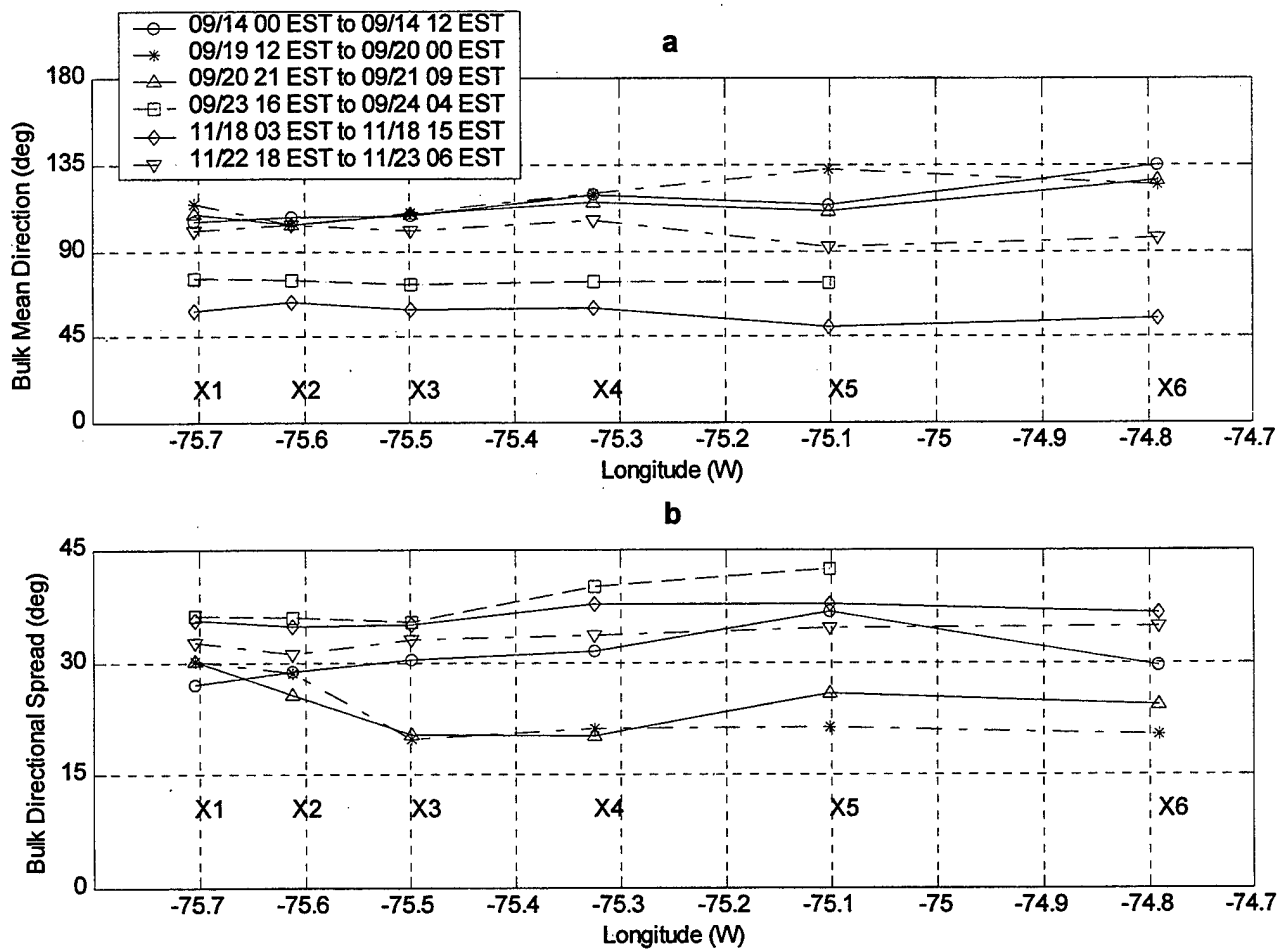 09/14 00 EST to 09/14 12 EST
09/19 12 EST to 09/20 00 EST
09/20 21 EST to 09/21 09 EST
09/23 16 EST to 09/24 04 EST
11/18 03 EST to 11/18 15 EST
11/22 18 EST to 11/23 06 EST
a
Bulk Mean Direction (deg)
180
135
90
45
0
X1 X2 X3 X4 X5 X6
-75.7 -75.6 -75.5 -75.4 -75.3 -75.2 -75.1 -75 -74.9 -74.8 -74.7
Longitude (W)
b
Bulk Directional Spread (deg)
45
30
15
0
X1 X2 X3 X4 X5 X6
-75.7 -75.6 -75.5 -75.4 -75.3 -75.2 -75.1 -75 -74.9 -74.8 -74.7
Longitude (W)